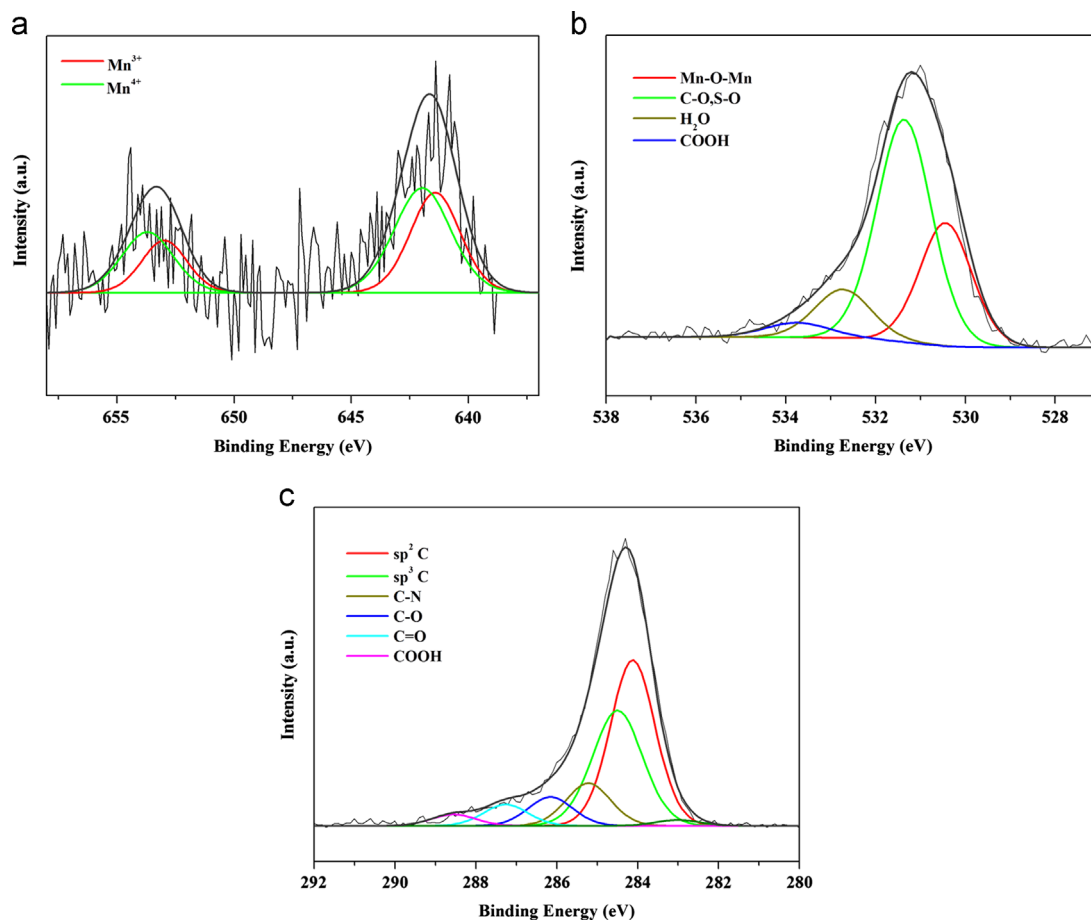 a
Mn³⁺
Mn⁴⁺
Intensity (a.u.)
655
650
645
640
Binding Energy (eV)
b
Mn-O-Mn
C-O,S-O
H₂O
COOH
Intensity (a.u.)
538
536
534
532
530
528
Binding Energy (eV)
c
sp² C
sp³ C
C-N
C-O
C=O
COOH
Intensity (a.u.)
292
290
288
286
284
282
280
Binding Energy (eV)